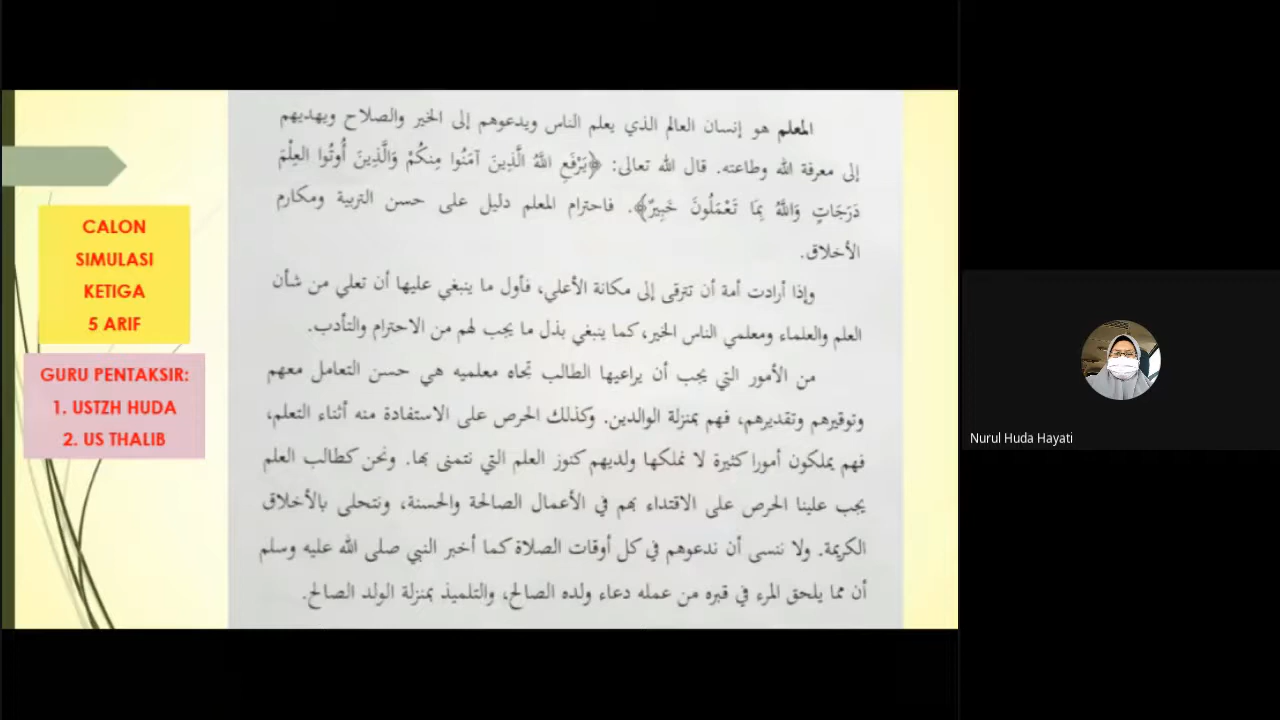 المعلم هو إنسان العالم الذي يعلم الناس ويدعوهم إلى الخير والصلاح ويهديهم
إلى معرفة الله وطاعته. قال الله تعالى: ﴿يَرْفَعِ اللَّهُ الَّذِينَ آمَنُوا مِنكُمْ وَالَّذِينَ أُوتُوا العِلْمَ
دَرَجَاتٍ وَاللَّهُ بِمَا تَعْمَلُونَ خَبِيرٌ﴾. فاحترام المعلم دليل على حسن التربية ومكارم
الأخلاق.
وإذا أرادت أمة أن تترقى إلى مكانة الأعلي، فأول ما ينبغي عليها أن تعلي من شأن
العلم والعلماء ومعلمي الناس الخير، كما ينبغي بذل ما يجب لهم من الاحترام والتأدب.
من الأمور التي يجب أن يراعيها الطالب تجاه معلميه هي حسن التعامل معهم
وتوقيرهم وتقديرهم، فهم بمنزلة الوالدين. وكذلك الحرص على الاستفادة منه أثناء التعلم،
فهم يملكون أمورا كثيرة لا نملكها ولديهم كنوز العلم التي نتمنى بها. ونحن كطالب العلم
يجب علينا الحرص على الاقتداء بهم في الأعمال الصالحة والحسنة، ونتحلى بالأخلاق
الكريمة. ولا ننسى أن ندعوهم في كل أوقات الصلاة كما أخبر النبي صلى الله عليه وسلم
أن مما يلحق المرء في قبره من عمله دعاء ولده الصالح، والتلميذ بمنزلة الولد الصالح.
CALON
SIMULASI
KETIGA
5 ARIF
GURU PENTAKSIR:
1. USTZH HUDA
2. US THALIB
Nurul Huda Hayati